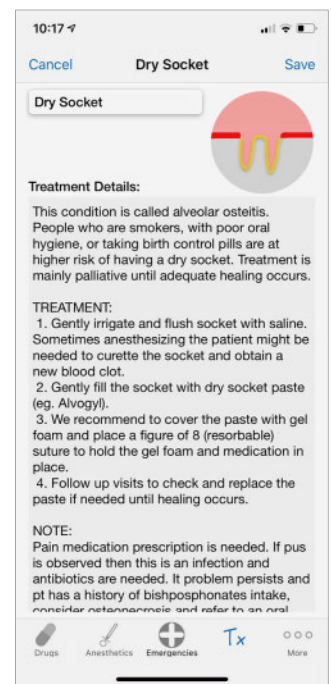 10:17
Cancel Dry Socket Save
Dry Socket
Treatment Details:
This condition is called alveolar osteitis.
People who are smokers, with poor oral
hygiene, or taking birth control pills are at
higher risk of having a dry socket. Treatment is
mainly palliative until adequate healing occurs.
TREATMENT:
1. Gently irrigate and flush socket with saline.
Sometimes anesthesizing the patient might be
needed to curette the socket and obtain a
new blood clot.
2. Gently fill the socket with dry socket paste
(eg. Alvogyl).
3. We recommend to cover the paste with gel
foam and place a figure of 8 (resorbable)
suture to hold the gel foam and medication in
place.
4. Follow up visits to check and replace the
paste if needed until healing occurs.
NOTE:
Pain medication prescription is needed. If pus
is observed then this is an infection and
antibiotics are needed. It problem persists and
pt has a history of bishposphonates intake,
consider osteonecrosis and refer to an oral
Drugs Anesthetics Emergencies Tx More